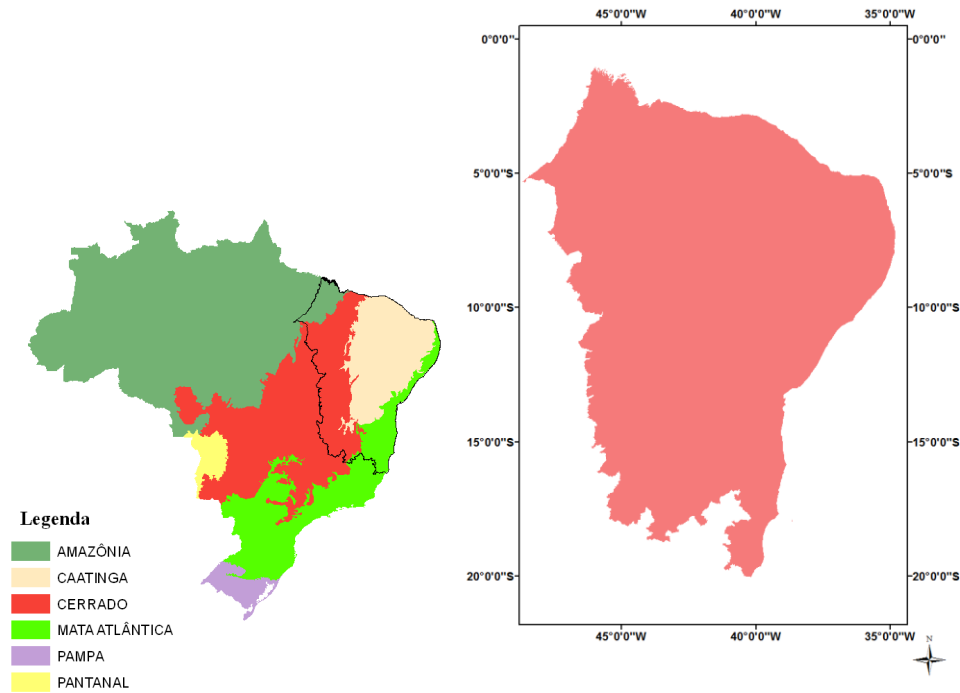 Legenda
AMAZÔNIA
CAATINGA
CERRADO
MATA ATLÂNTICA
PAMPA
PANTANAL
45°0'0"W 40°0'0"W 35°0'0"W
0°0'0" 0°0'0"
5°0'0"S 5°0'0"S
10°0'0"S 10°0'0"S
15°0'0"S 15°0'0"S
20°0'0"S 20°0'0"S
45°0'0"W 40°0'0"W 35°0'0"W
N